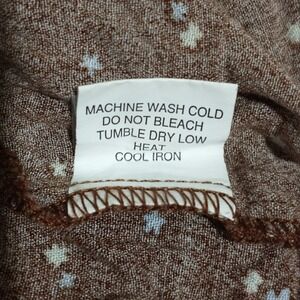 MACHINE WASH COLD
DO NOT BLEACH
TUMBLE DRY LOW
HEAT
COOL IRON